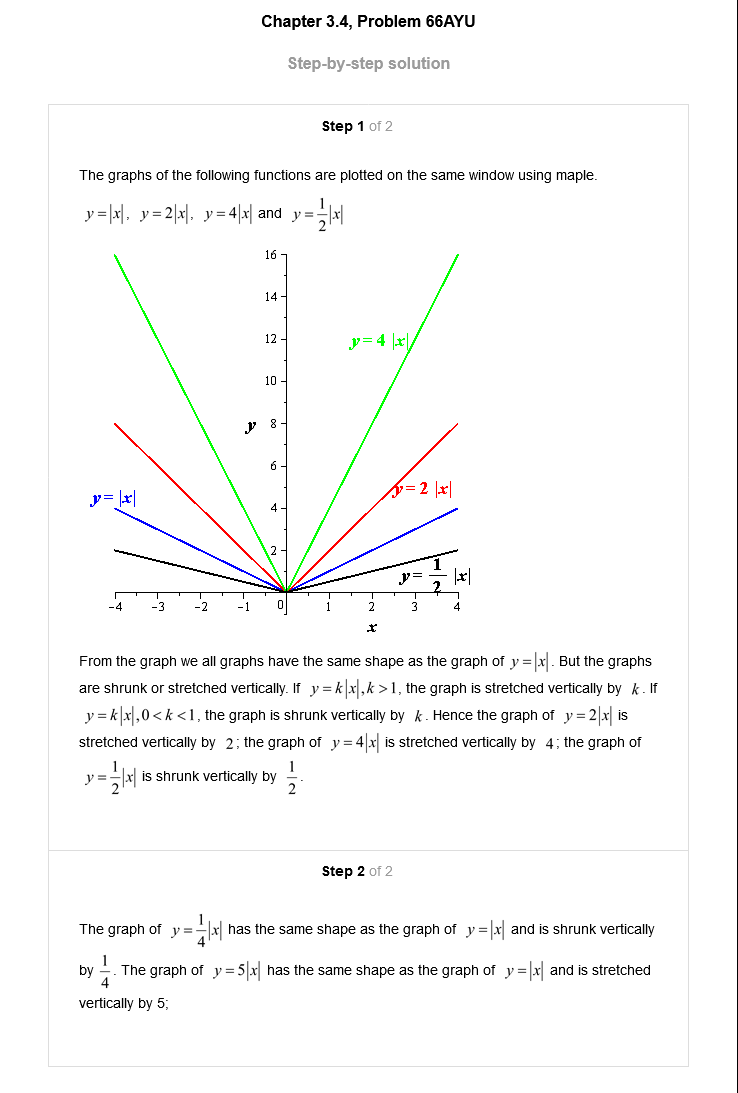 Chapter 3.4, Problem 66AYU
Step-by-step solution
Step 1 of 2
The graphs of the following functions are plotted on the same window using maple.
y=|x|, y=2|x|, y=4|x| and y=1/2|x|
16
14
12
y=4 |x|
10
y 8
6
y=2 |x|
y=|x|
4
2
y=1/2 |x|
-4 -3 -2 -1 0 1 2 3 4
x
From the graph we all graphs have the same shape as the graph of y=|x|. But the graphs
are shrunk or stretched vertically. If y=k|x|,k>1, the graph is stretched vertically by k. If
y=k|x|,0<k<1, the graph is shrunk vertically by k. Hence the graph of y=2|x| is
stretched vertically by 2; the graph of y=4|x| is stretched vertically by 4; the graph of
y=1/2|x| is shrunk vertically by 1/2.
Step 2 of 2
The graph of y=1/4|x| has the same shape as the graph of y=|x| and is shrunk vertically
by 1/4. The graph of y=5|x| has the same shape as the graph of y=|x| and is stretched
vertically by 5;